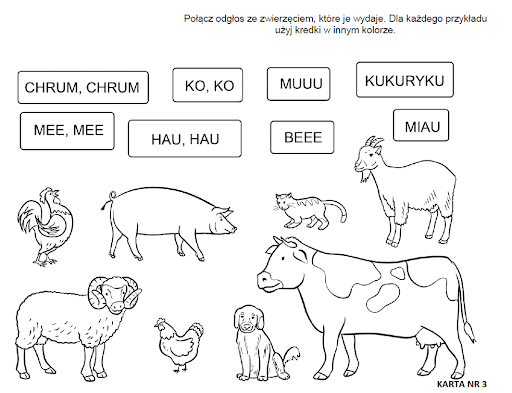 Połącz odgłos ze zwierzęciem, które je wydaje. Dla każdego przykładu
użyj kredki w innym kolorze.
CHRUM, CHRUM
KO, KO
MUUU
KUKURYKU
MEE, MEE
HAU, HAU
BEEE
MIAU
KARTA NR 3